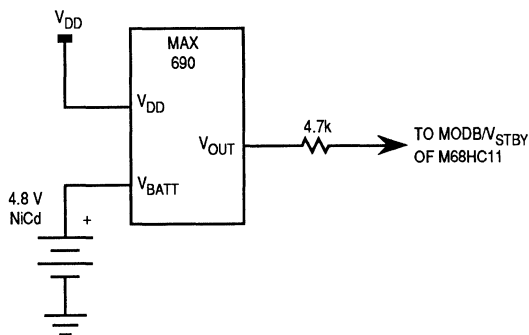 VDD
MAX
690
VDD
4.7k
VOUT
TO MODB/VSTBY
OF M68HC11
VBATT
4.8 V
NiCd
+